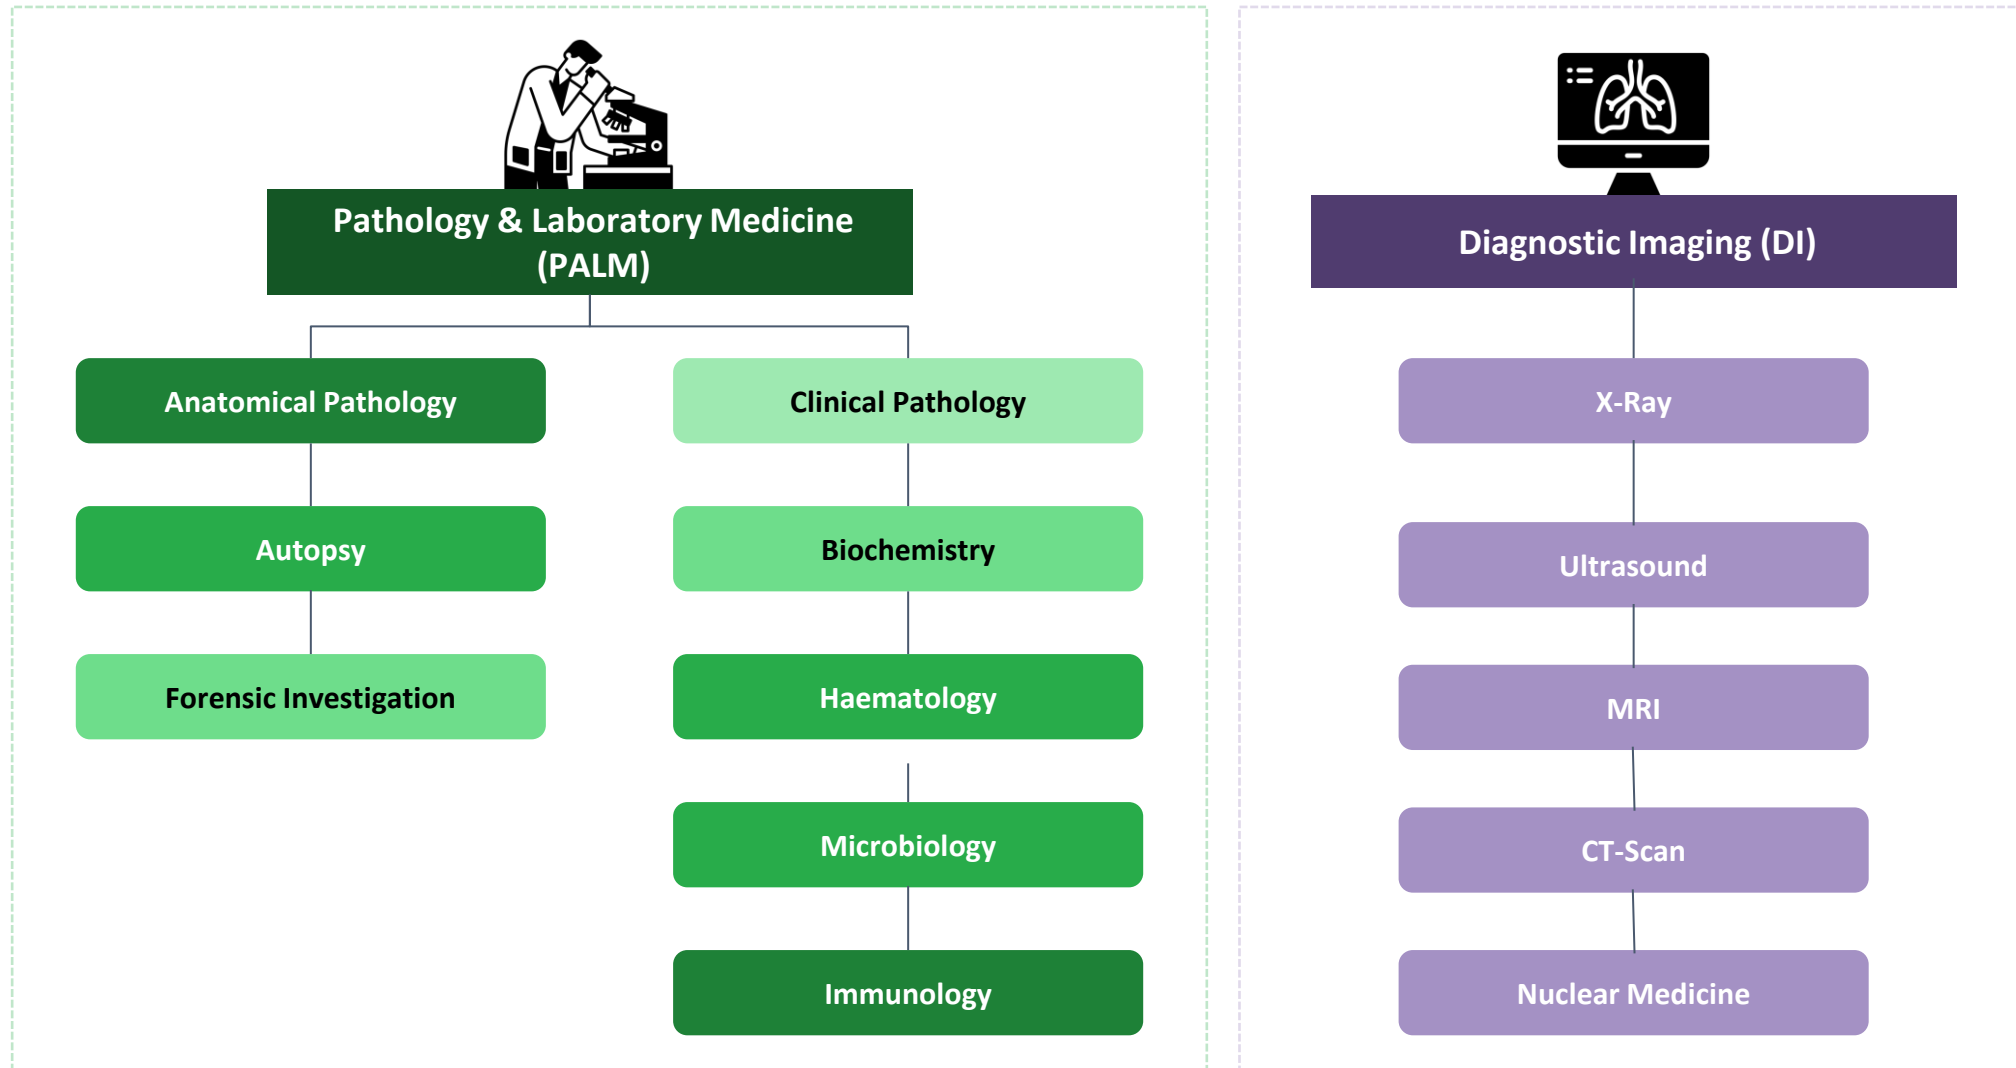 Pathology & Laboratory Medicine
(PALM)
Anatomical Pathology
Autopsy
Forensic Investigation
Clinical Pathology
Biochemistry
Haematology
Microbiology
Immunology
Diagnostic Imaging (DI)
X-Ray
Ultrasound
MRI
CT-Scan
Nuclear Medicine